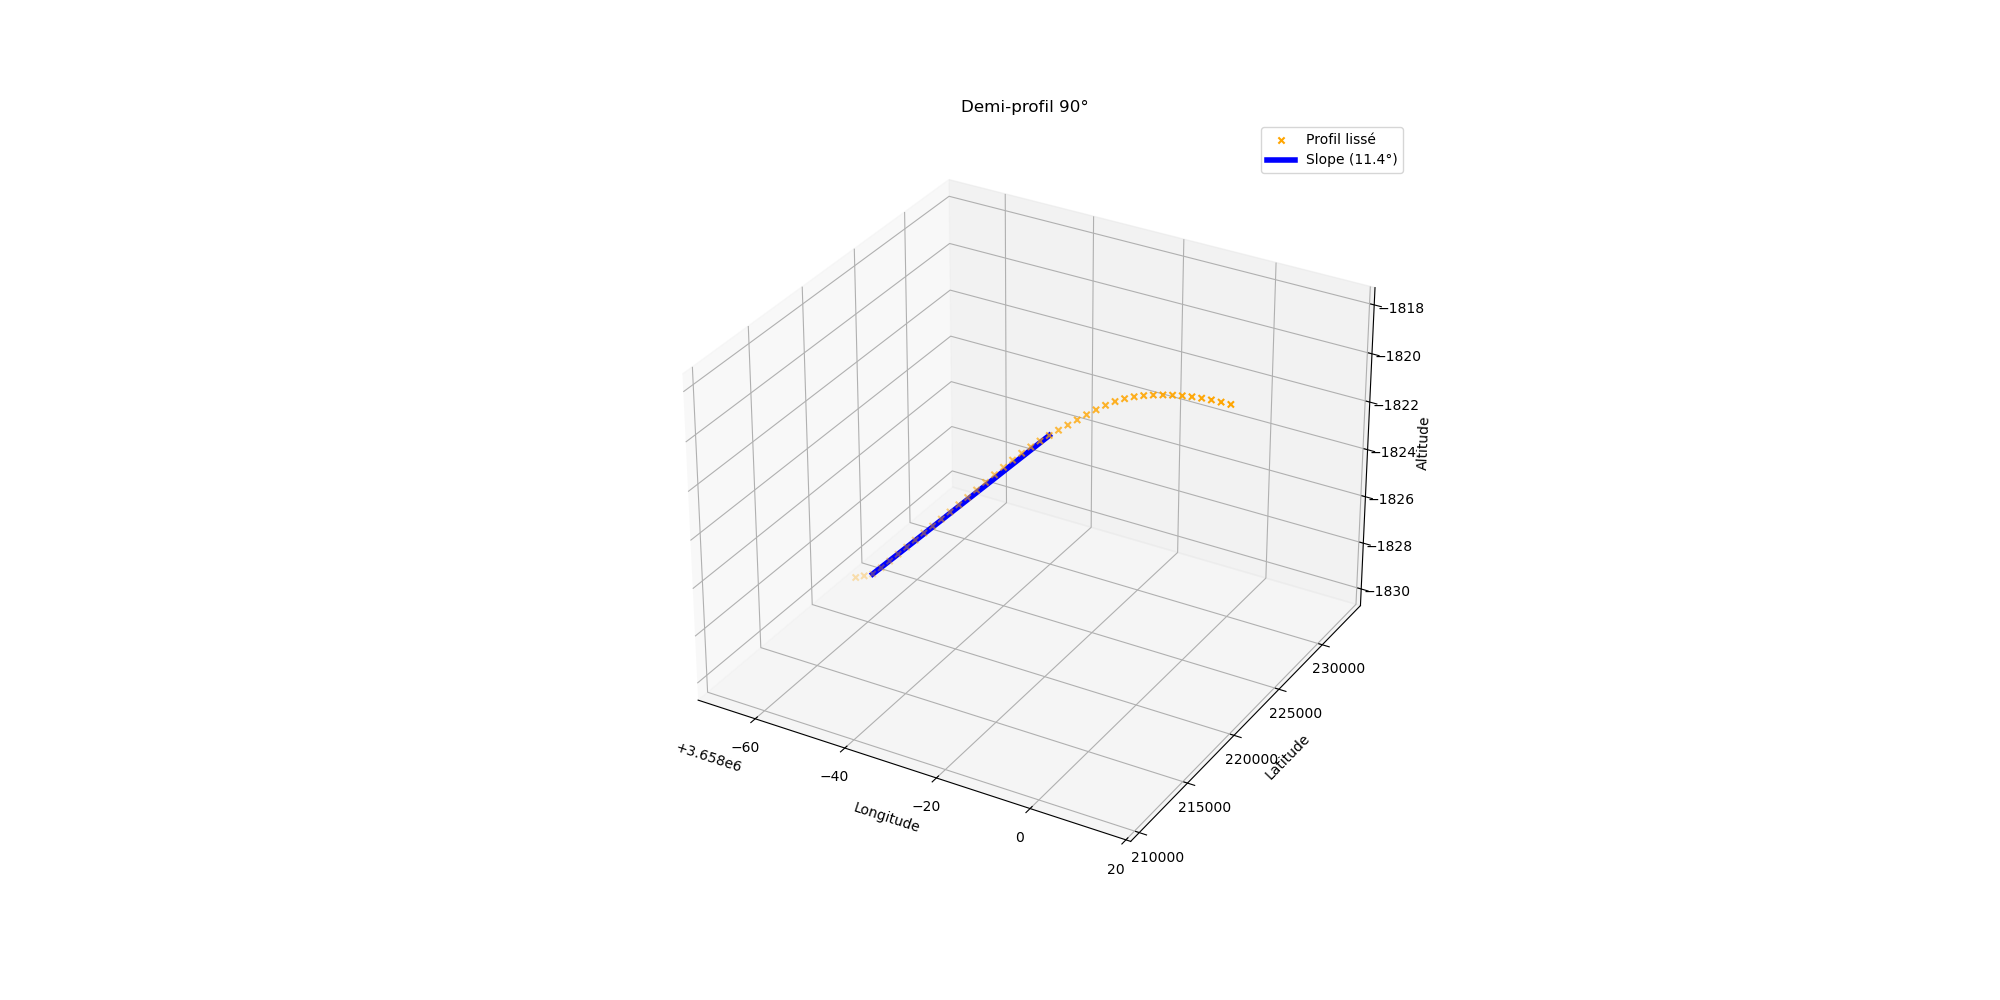 Demi-profil 90°
Profil lissé
Slope (11.4°)
−1818
−1820
−1822
−1824
−1826
−1828
−1830
Altitude
230000
225000
220000
215000
210000
Latitude
+3.658e6
−60
−40
−20
0
20
Longitude